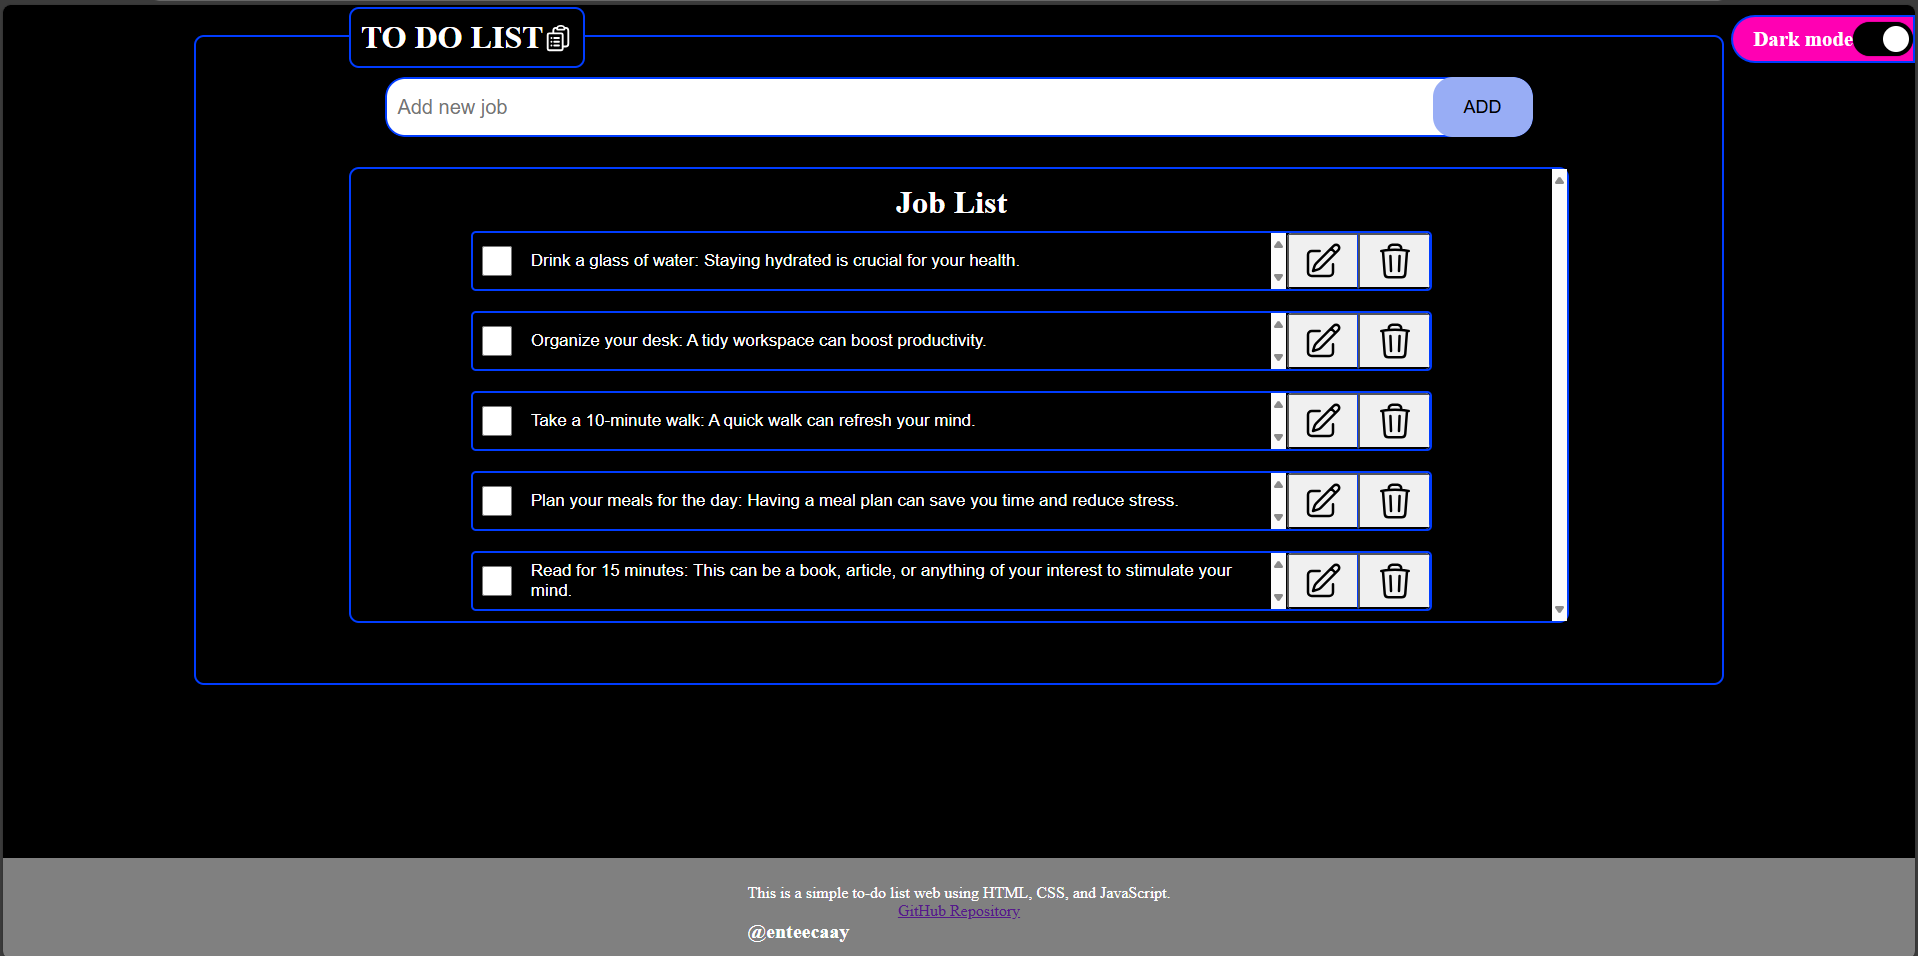 TO DO LIST
Dark mode
Add new job
ADD
Job List
Drink a glass of water: Staying hydrated is crucial for your health.
Organize your desk: A tidy workspace can boost productivity.
Take a 10-minute walk: A quick walk can refresh your mind.
Plan your meals for the day: Having a meal plan can save you time and reduce stress.
Read for 15 minutes: This can be a book, article, or anything of your interest to stimulate your
mind.
This is a simple to-do list web using HTML, CSS, and JavaScript.
GitHub Repository
@enteecaay